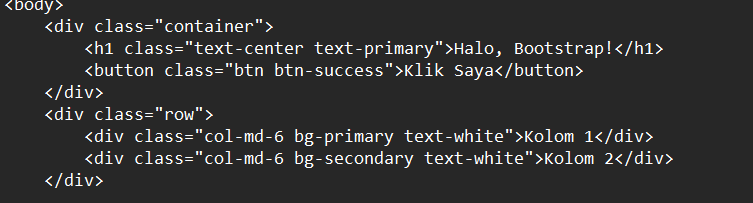 <body>
    <div class="container">
        <h1 class="text-center text-primary">Halo, Bootstrap!</h1>
        <button class="btn btn-success">Klik Saya</button>
    </div>
    <div class="row">
        <div class="col-md-6 bg-primary text-white">Kolom 1</div>
        <div class="col-md-6 bg-secondary text-white">Kolom 2</div>
    </div>